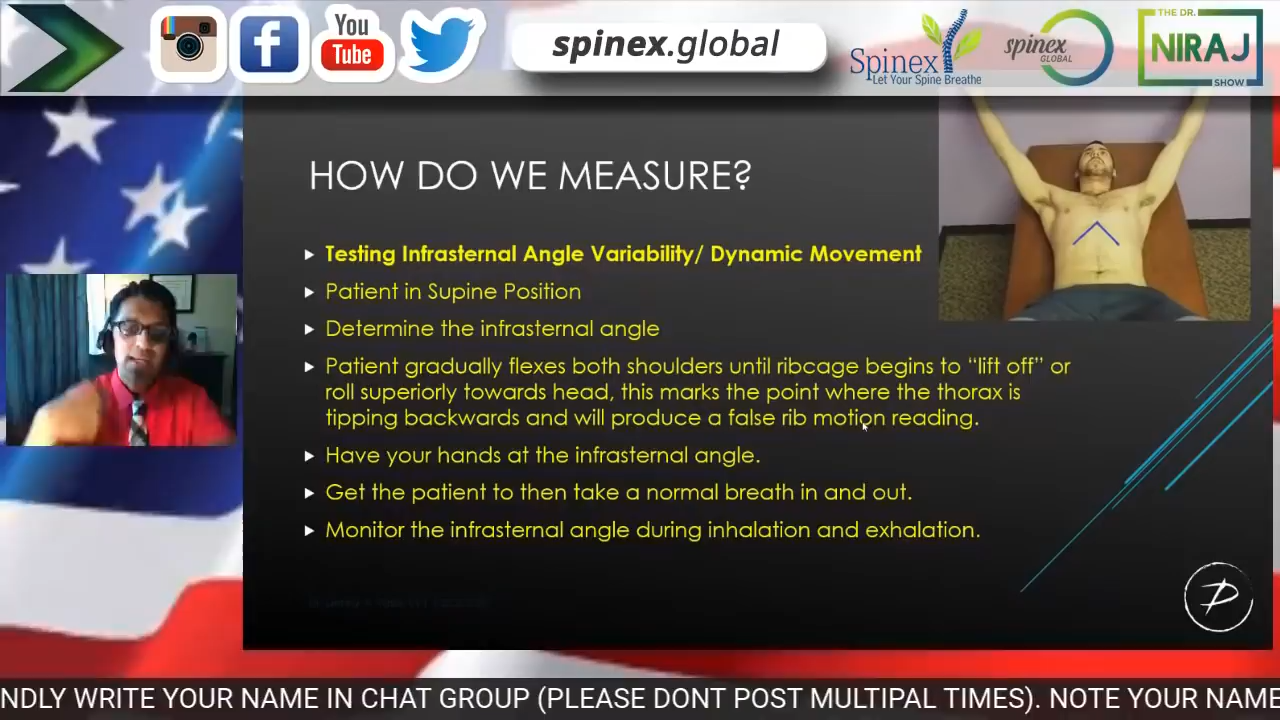 You
Tube
spinex.global
Spinex
Let Your Spine Breathe
spinex
GLOBAL
THE DR.
NIRAJ
SHOW
HOW DO WE MEASURE?
Testing Infrasternal Angle Variability/ Dynamic Movement
Patient in Supine Position
Determine the infrasternal angle
Patient gradually flexes both shoulders until ribcage begins to “lift off” or
roll superiorly towards head, this marks the point where the thorax is
tipping backwards and will produce a false rib motion reading.
Have your hands at the infrasternal angle.
Get the patient to then take a normal breath in and out.
Monitor the infrasternal angle during inhalation and exhalation.
NDLY WRITE YOUR NAME IN CHAT GROUP (PLEASE DONT POST MULTIPAL TIMES). NOTE YOUR NAME